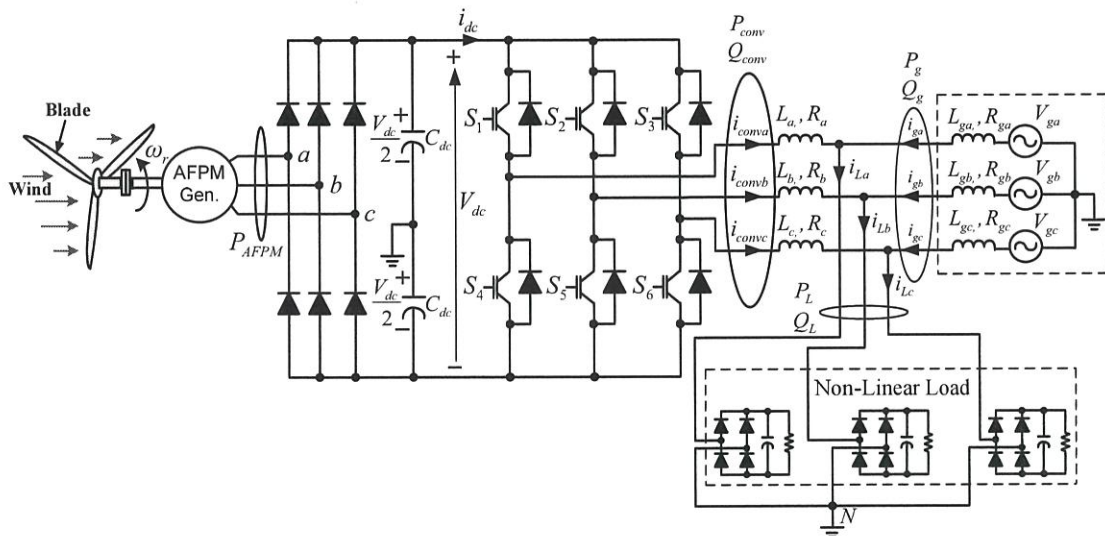 Blade
Wind
ω_r
AFPM
Gen.
P_AFPM
a
b
c
V_dc/2
+
−
C_dc
V_dc/2
+
−
C_dc
i_dc
+
V_dc
−
S_1
S_2
S_3
S_4
S_5
S_6
P_conv
Q_conv
i_conva
i_convb
i_convc
L_a, R_a
L_b, R_b
L_c, R_c
i_La
i_Lb
i_Lc
P_g
Q_g
i_ga
i_gb
i_gc
L_ga, R_ga
L_gb, R_gb
L_gc, R_gc
V_ga
V_gb
V_gc
P_L
Q_L
Non-Linear Load
N